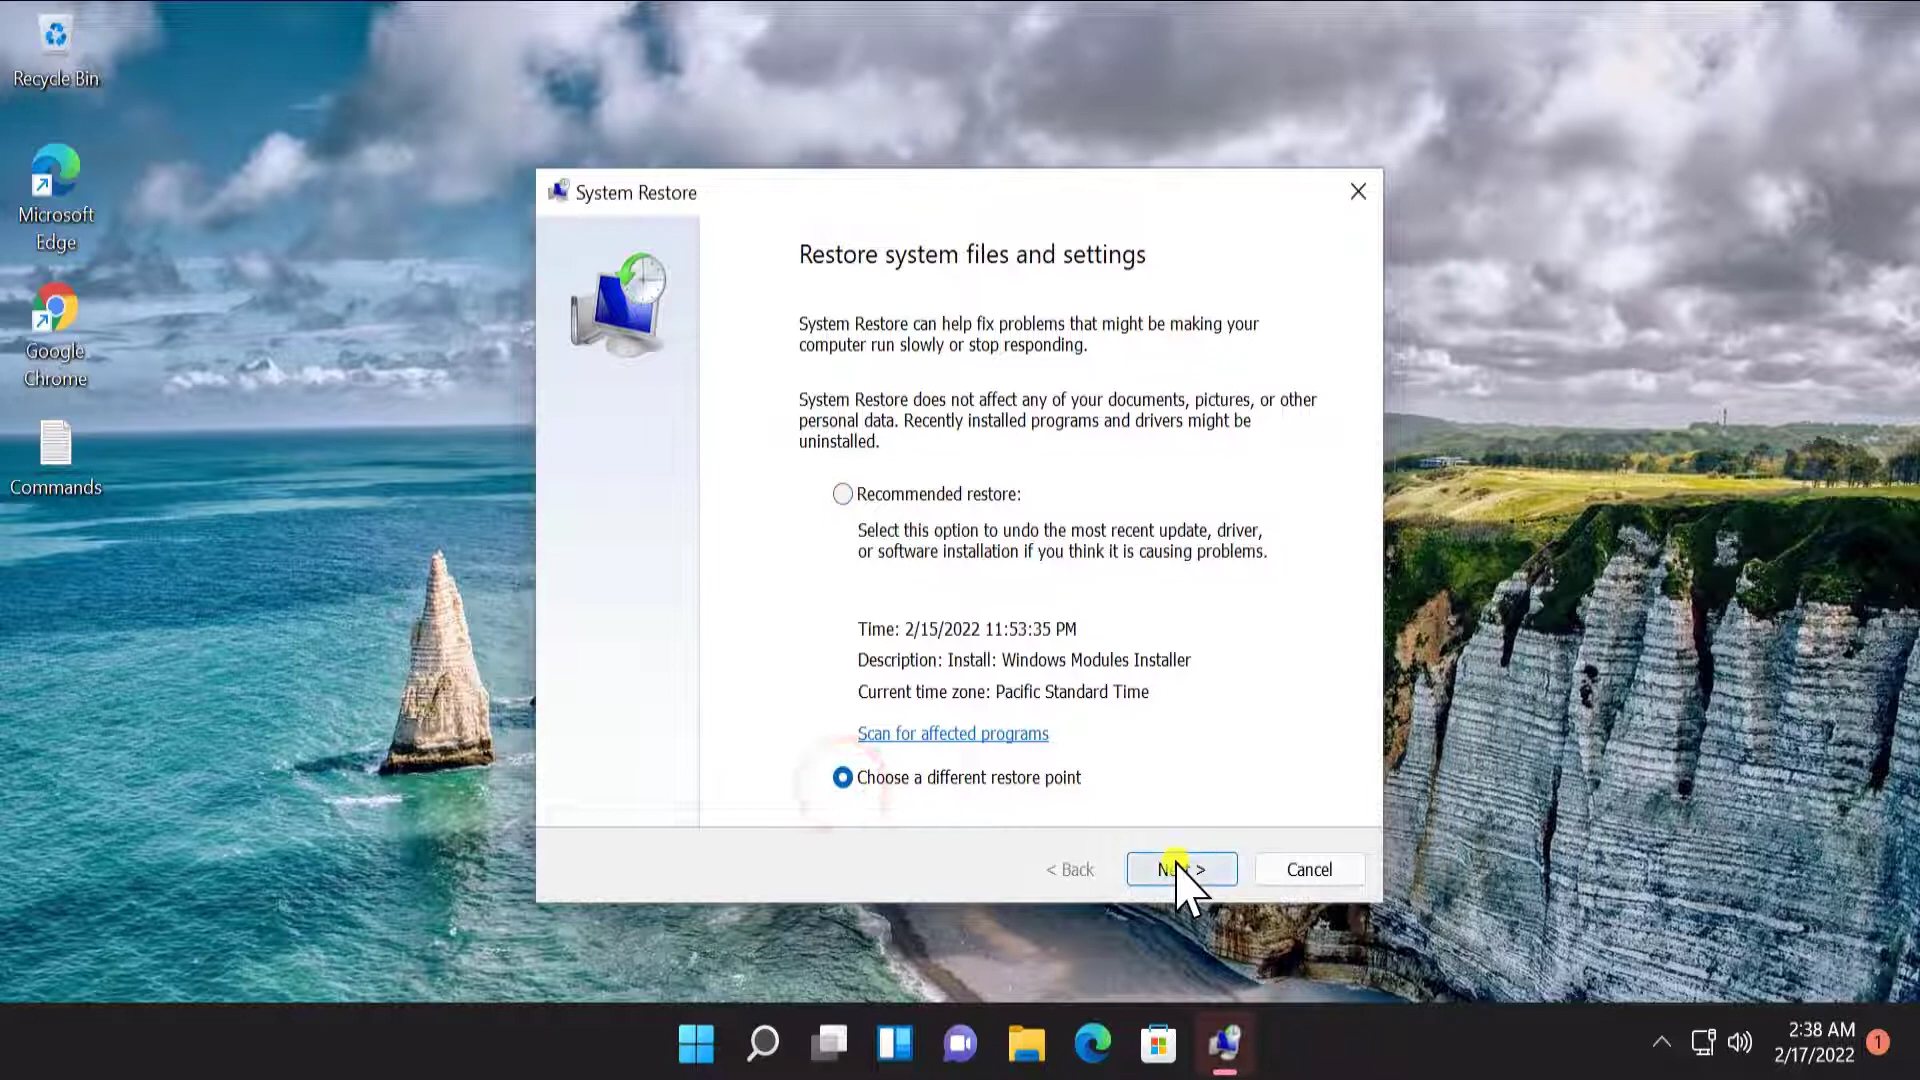 Recycle Bin
Microsoft
Edge
Google
Chrome
Commands
System Restore
Restore system files and settings
System Restore can help fix problems that might be making your
computer run slowly or stop responding.
System Restore does not affect any of your documents, pictures, or other
personal data. Recently installed programs and drivers might be
uninstalled.
Recommended restore:
Select this option to undo the most recent update, driver,
or software installation if you think it is causing problems.
Time: 2/15/2022 11:53:35 PM
Description: Install: Windows Modules Installer
Current time zone: Pacific Standard Time
Scan for affected programs
Choose a different restore point
< Back
Cancel
2:38 AM
2/17/2022
1